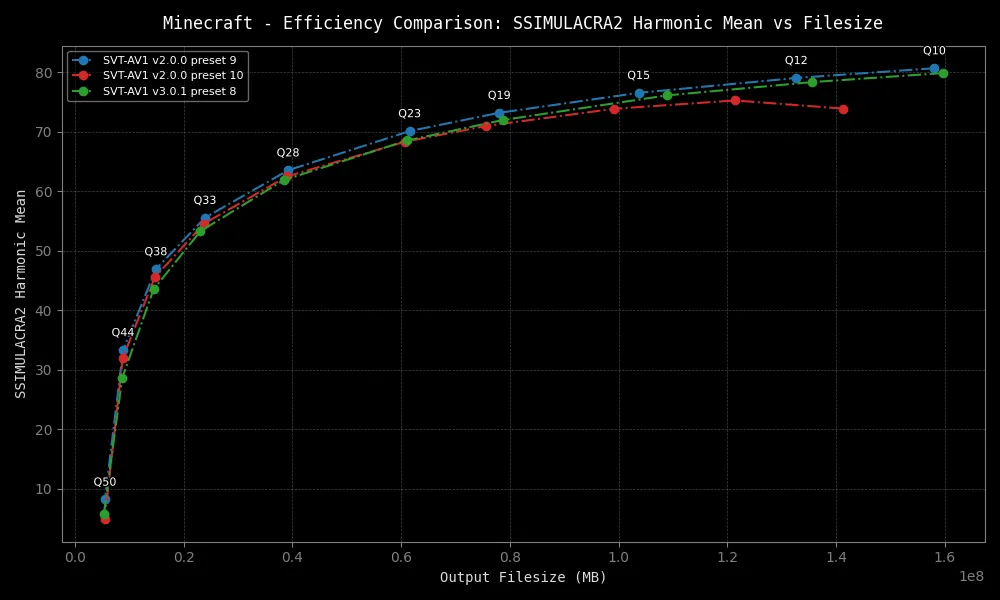 Minecraft - Efficiency Comparison: SSIMULACRA2 Harmonic Mean vs Filesize
SVT-AV1 v2.0.0 preset 9
SVT-AV1 v2.0.0 preset 10
SVT-AV1 v3.0.1 preset 8
Q10
Q12
Q15
Q19
Q23
Q28
Q33
Q38
Q44
Q50
80
70
60
50
40
30
20
10
SSIMULACRA2 Harmonic Mean
0.0 0.2 0.4 0.6 0.8 1.0 1.2 1.4 1.6
1e8
Output Filesize (MB)